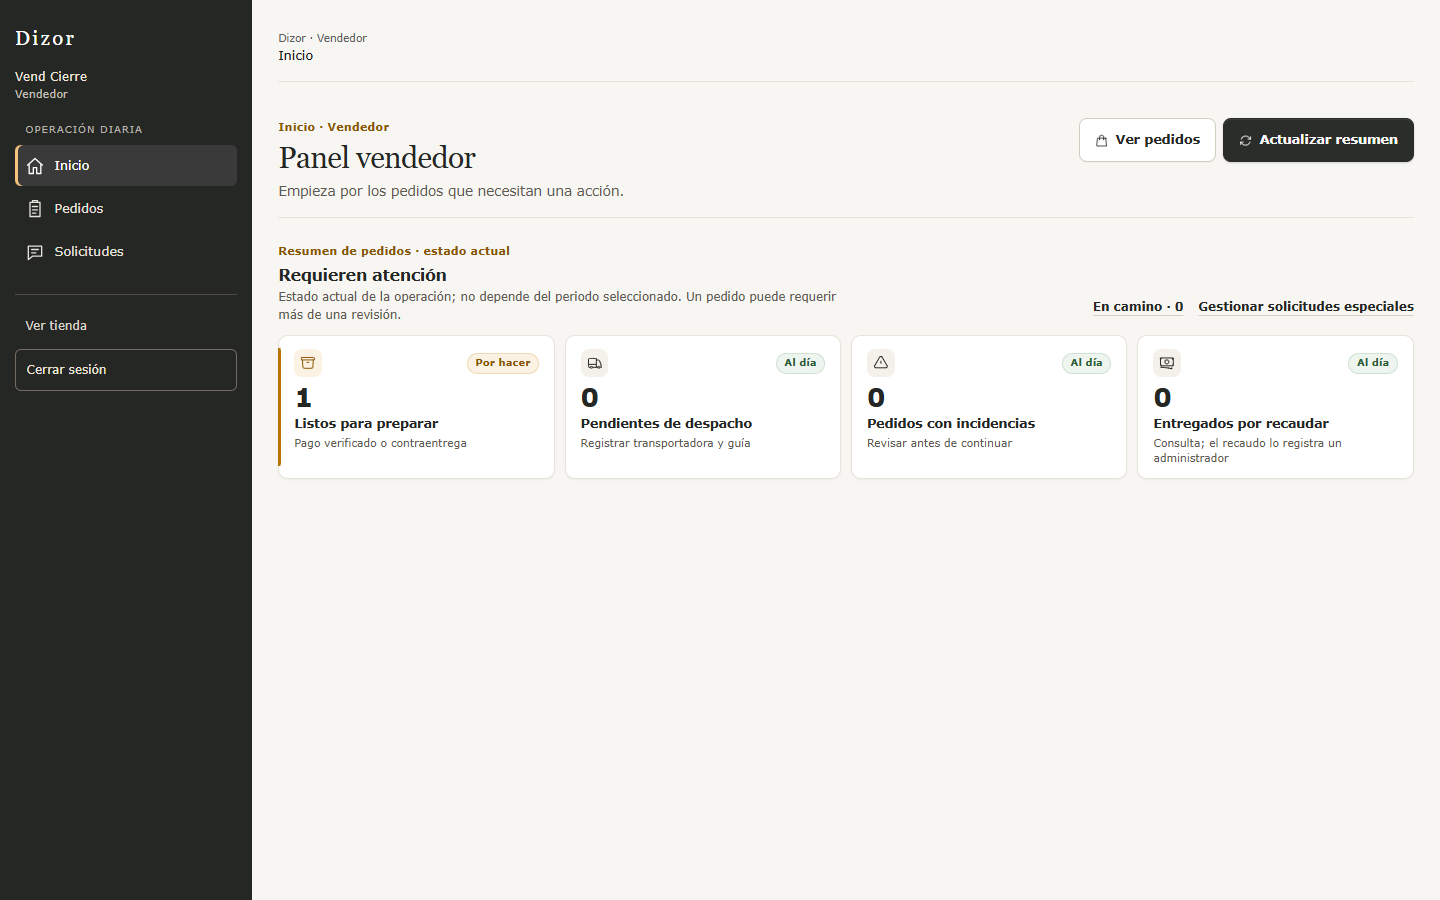 Dizor
Vend Cierre
Vendedor
OPERACIÓN DIARIA
Inicio
Pedidos
Solicitudes
Ver tienda
Cerrar sesión
Dizor · Vendedor
Inicio
Inicio · Vendedor
Panel vendedor
Empieza por los pedidos que necesitan una acción.
Ver pedidos
Actualizar resumen
Resumen de pedidos · estado actual
Requieren atención
Estado actual de la operación; no depende del periodo seleccionado. Un pedido puede requerir
más de una revisión.
En camino · 0
Gestionar solicitudes especiales
Por hacer
1
Listos para preparar
Pago verificado o contraentrega
Al día
0
Pendientes de despacho
Registrar transportadora y guía
Al día
0
Pedidos con incidencias
Revisar antes de continuar
Al día
0
Entregados por recaudar
Consulta; el recaudo lo registra un
administrador